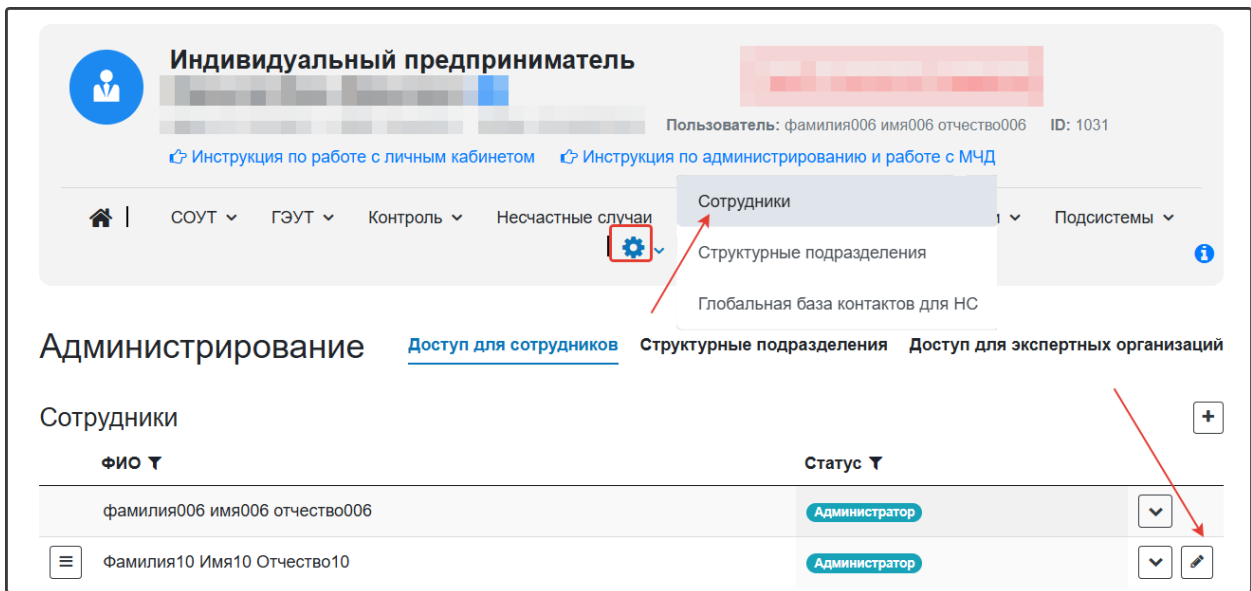 Индивидуальный предприниматель
Пользователь: фамилия006 имя006 отчество006 ID: 1031
Инструкция по работе с личным кабинетом Инструкция по администрированию и работе с МЧД
СОУТ ГЭУТ Контроль Несчастные случаи Подсистемы
Сотрудники
Структурные подразделения
Глобальная база контактов для НС
Администрирование Доступ для сотрудников Структурные подразделения Доступ для экспертных организаций
Сотрудники +
ФИО Статус
фамилия006 имя006 отчество006 Администратор
Фамилия10 Имя10 Отчество10 Администратор